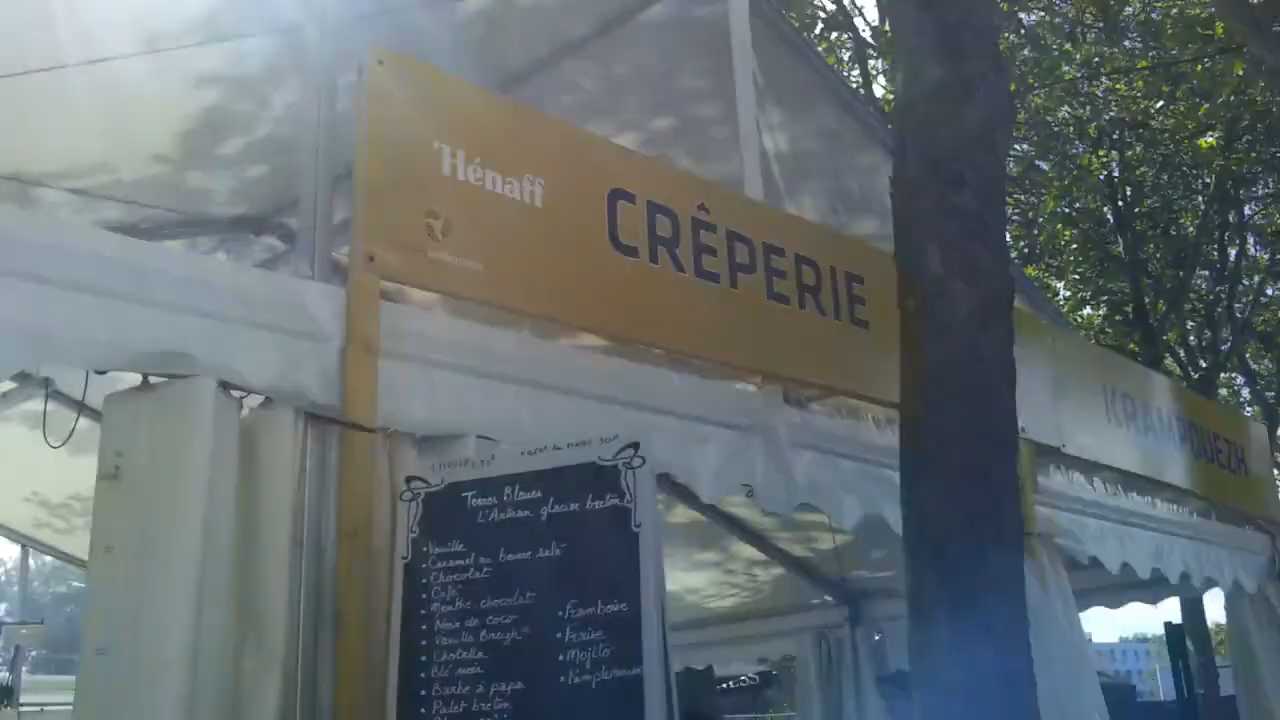 Hénaff
CRÊPERIE
KRAMPOUEZH
Terres Bleues
L'Artisan glacier breton
• Vanille
• Caramel au beurre salé
• Chocolat
• Café
• Menthe chocolat
• Noix de coco
• Vanille Breizh
• Blé noir
• Barbe à papa
• Palet breton
• Framboise
• Fraise
• Mojito
• Pamplemousse